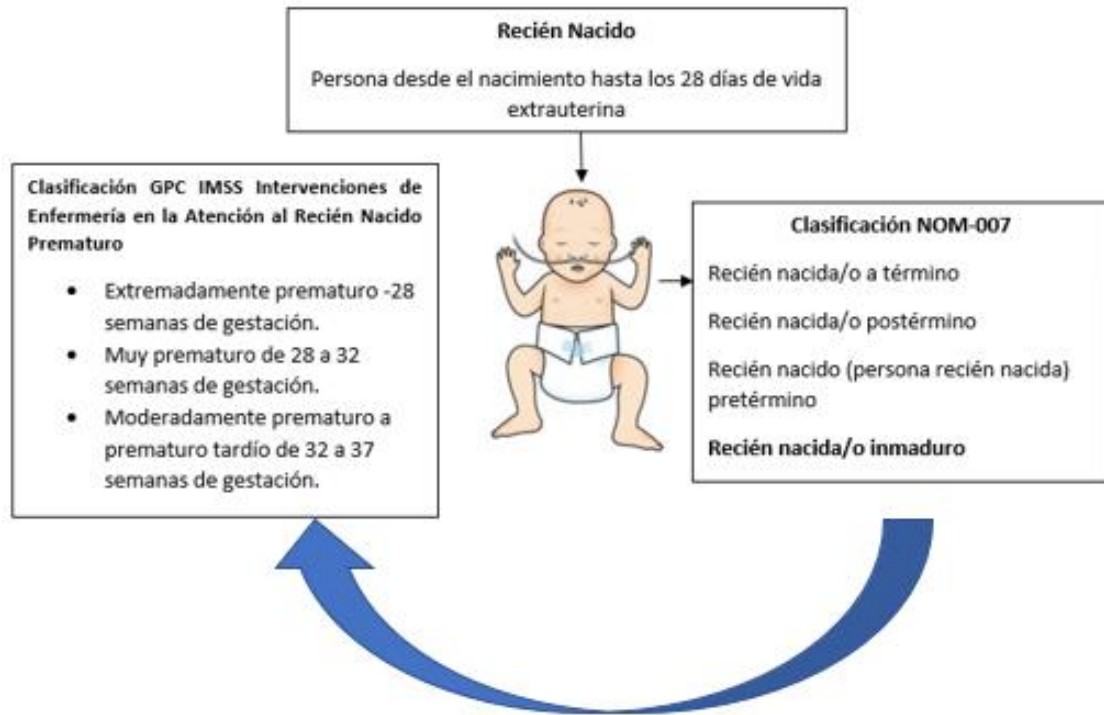 Recién Nacido
Persona desde el nacimiento hasta los 28 días de vida
extrauterina
Clasificación GPC IMSS Intervenciones de
Enfermería en la Atención al Recién Nacido
Prematuro
• Extremadamente prematuro -28
semanas de gestación.
• Muy prematuro de 28 a 32
semanas de gestación.
• Moderadamente prematuro a
prematuro tardío de 32 a 37
semanas de gestación.
Clasificación NOM-007
Recién nacida/o a término
Recién nacida/o postérmino
Recién nacido (persona recién nacida)
pretérmino
Recién nacida/o inmaduro